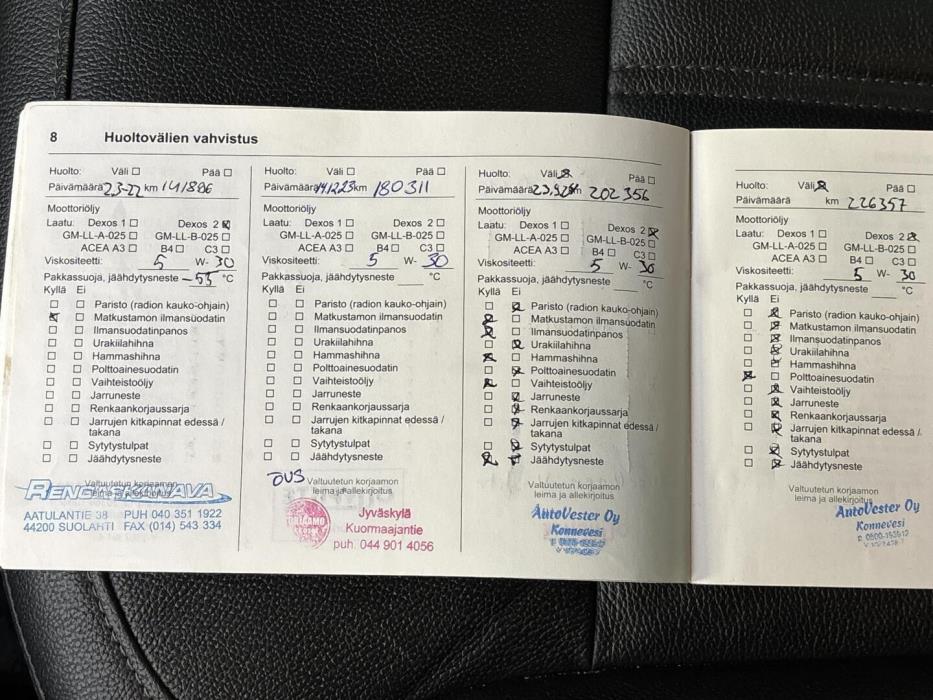 8 Huoltovälien vahvistus
Huolto: Väli ☐ Pää ☐
Päivämäärä 23-22 km 141886
Moottoriöljy
Laatu: Dexos 1 ☐ Dexos 2 ☒
GM-LL-A-025 ☐ GM-LL-B-025 ☐
ACEA A3 ☐ B4 ☐ C3 ☐
Viskositeetti: 5 W- 30
Pakkassuoja, jäähdytysneste -55 °C
Kyllä Ei
☐ ☐ Paristo (radion kauko-ohjain)
☒ ☐ Matkustamon ilmansuodatin
☐ ☐ Ilmansuodatinpanos
☐ ☐ Urakiilahihna
☐ ☐ Hammashihna
☐ ☐ Polttoainesuodatin
☐ ☐ Vaihteistoöljy
☐ ☐ Jarruneste
☐ ☐ Renkaankorjaussarja
☐ ☐ Jarrujen kitkapinnat edessä /
takana
☐ ☐ Sytytystulpat
☐ ☐ Jäähdytysneste
Valtuutetun korjaamon
leima ja allekirjoitus
AATULANTIE 38 PUH 040 351 1922
44200 SUOLAHTI FAX (014) 543 334
Huolto: Väli ☐ Pää ☐
Päivämäärä 14.12.23 km 180311
Moottoriöljy
Laatu: Dexos 1 ☐ Dexos 2 ☐
GM-LL-A-025 ☐ GM-LL-B-025 ☐
ACEA A3 ☐ B4 ☐ C3 ☐
Viskositeetti: 5 W- 30
Pakkassuoja, jäähdytysneste °C
Kyllä Ei
☐ ☐ Paristo (radion kauko-ohjain)
☐ ☐ Matkustamon ilmansuodatin
☐ ☐ Ilmansuodatinpanos
☐ ☐ Urakiilahihna
☐ ☐ Hammashihna
☐ ☐ Polttoainesuodatin
☐ ☐ Vaihteistoöljy
☐ ☐ Jarruneste
☐ ☐ Renkaankorjaussarja
☐ ☐ Jarrujen kitkapinnat edessä /
takana
☐ ☐ Sytytystulpat
☐ ☐ Jäähdytysneste
Valtuutetun korjaamon
leima ja allekirjoitus
Jyväskylä
Kuormaajantie
puh. 044 901 4056
Huolto: Väli ☒ Pää ☐
Päivämäärä km 202356
Moottoriöljy
Laatu: Dexos 1 ☐ Dexos 2 ☒
GM-LL-A-025 ☐ GM-LL-B-025 ☐
ACEA A3 ☐ B4 ☐ C3 ☐
Viskositeetti: 5 W- 30
Pakkassuoja, jäähdytysneste °C
Kyllä Ei
☐ ☒ Paristo (radion kauko-ohjain)
☒ ☐ Matkustamon ilmansuodatin
☒ ☐ Ilmansuodatinpanos
☐ ☒ Urakiilahihna
☒ ☐ Hammashihna
☐ ☒ Polttoainesuodatin
☒ ☐ Vaihteistoöljy
☐ ☒ Jarruneste
☐ ☒ Renkaankorjaussarja
☐ ☒ Jarrujen kitkapinnat edessä /
takana
☐ ☒ Sytytystulpat
☒ ☒ Jäähdytysneste
Valtuutetun korjaamon
leima ja allekirjoitus
AutoVester Oy
Konnevesi
Huolto: Väli ☒ Pää ☐
Päivämäärä km 226357
Moottoriöljy
Laatu: Dexos 1 ☐ Dexos 2 ☒
GM-LL-A-025 ☐ GM-LL-B-025 ☐
ACEA A3 ☐ B4 ☐ C3 ☐
Viskositeetti: 5 W- 30
Pakkassuoja, jäähdytysneste °C
Kyllä Ei
☐ ☒ Paristo (radion kauko-ohjain)
☐ ☒ Matkustamon ilmansuodatin
☐ ☒ Ilmansuodatinpanos
☐ ☒ Urakiilahihna
☐ ☒ Hammashihna
☒ ☐ Polttoainesuodatin
☐ ☒ Vaihteistoöljy
☐ ☒ Jarruneste
☐ ☒ Renkaankorjaussarja
☐ ☒ Jarrujen kitkapinnat edessä /
takana
☐ ☒ Sytytystulpat
☐ ☒ Jäähdytysneste
Valtuutetun korjaamon
leima ja allekirjoitus
AutoVester Oy
Konnevesi